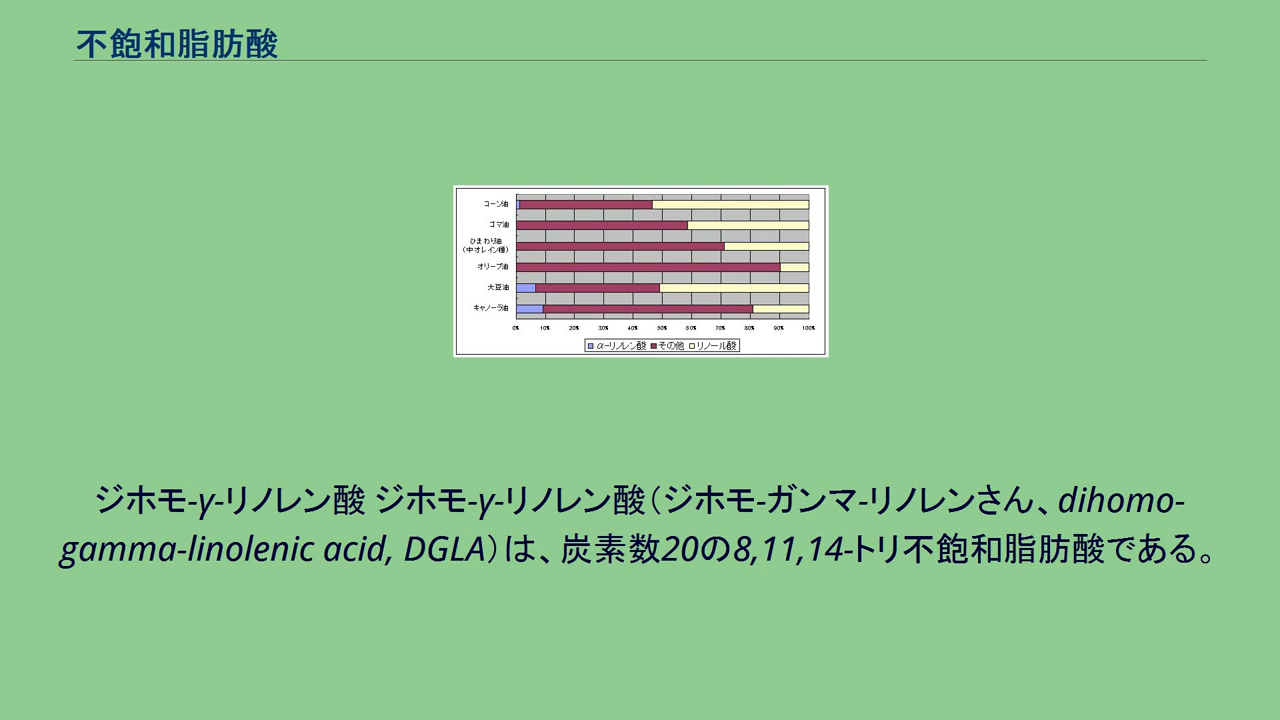 不飽和脂肪酸
コーン油
ゴマ油
ひまわり油
（中オレイン種）
オリーブ油
大豆油
キャノーラ油
0% 10% 20% 30% 40% 50% 60% 70% 80% 90% 100%
α-リノレン酸 その他 リノール酸
ジホモ-γ-リノレン酸 ジホモ-γ-リノレン酸（ジホモ-ガンマ-リノレンさん、dihomo-
gamma-linolenic acid, DGLA）は、炭素数20の8,11,14-トリ不飽和脂肪酸である。